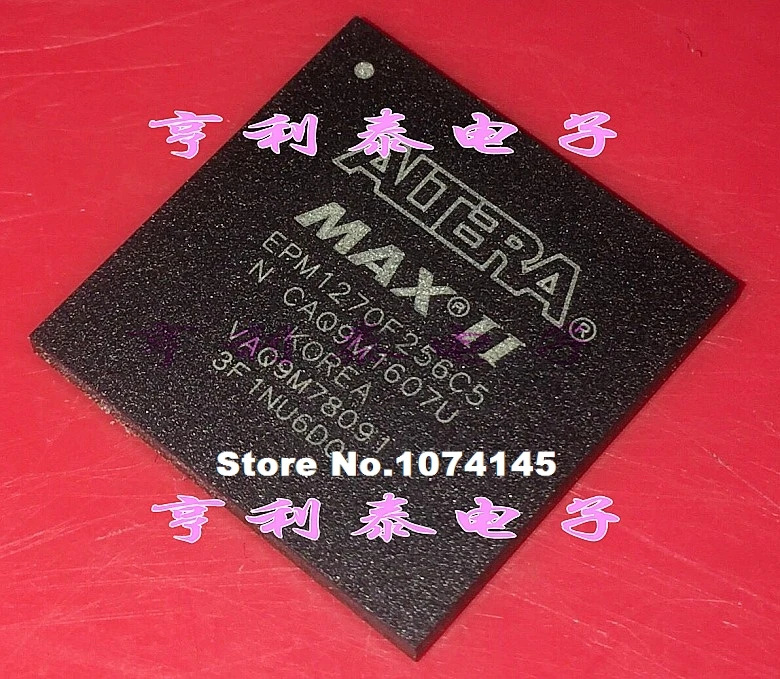 亨利泰电子
ALTERA®
MAX® II
EPM1270F256C5
N CAQ9M1607U
KOREA
VAQ9M78091
Store No.1074145
亨利泰电子